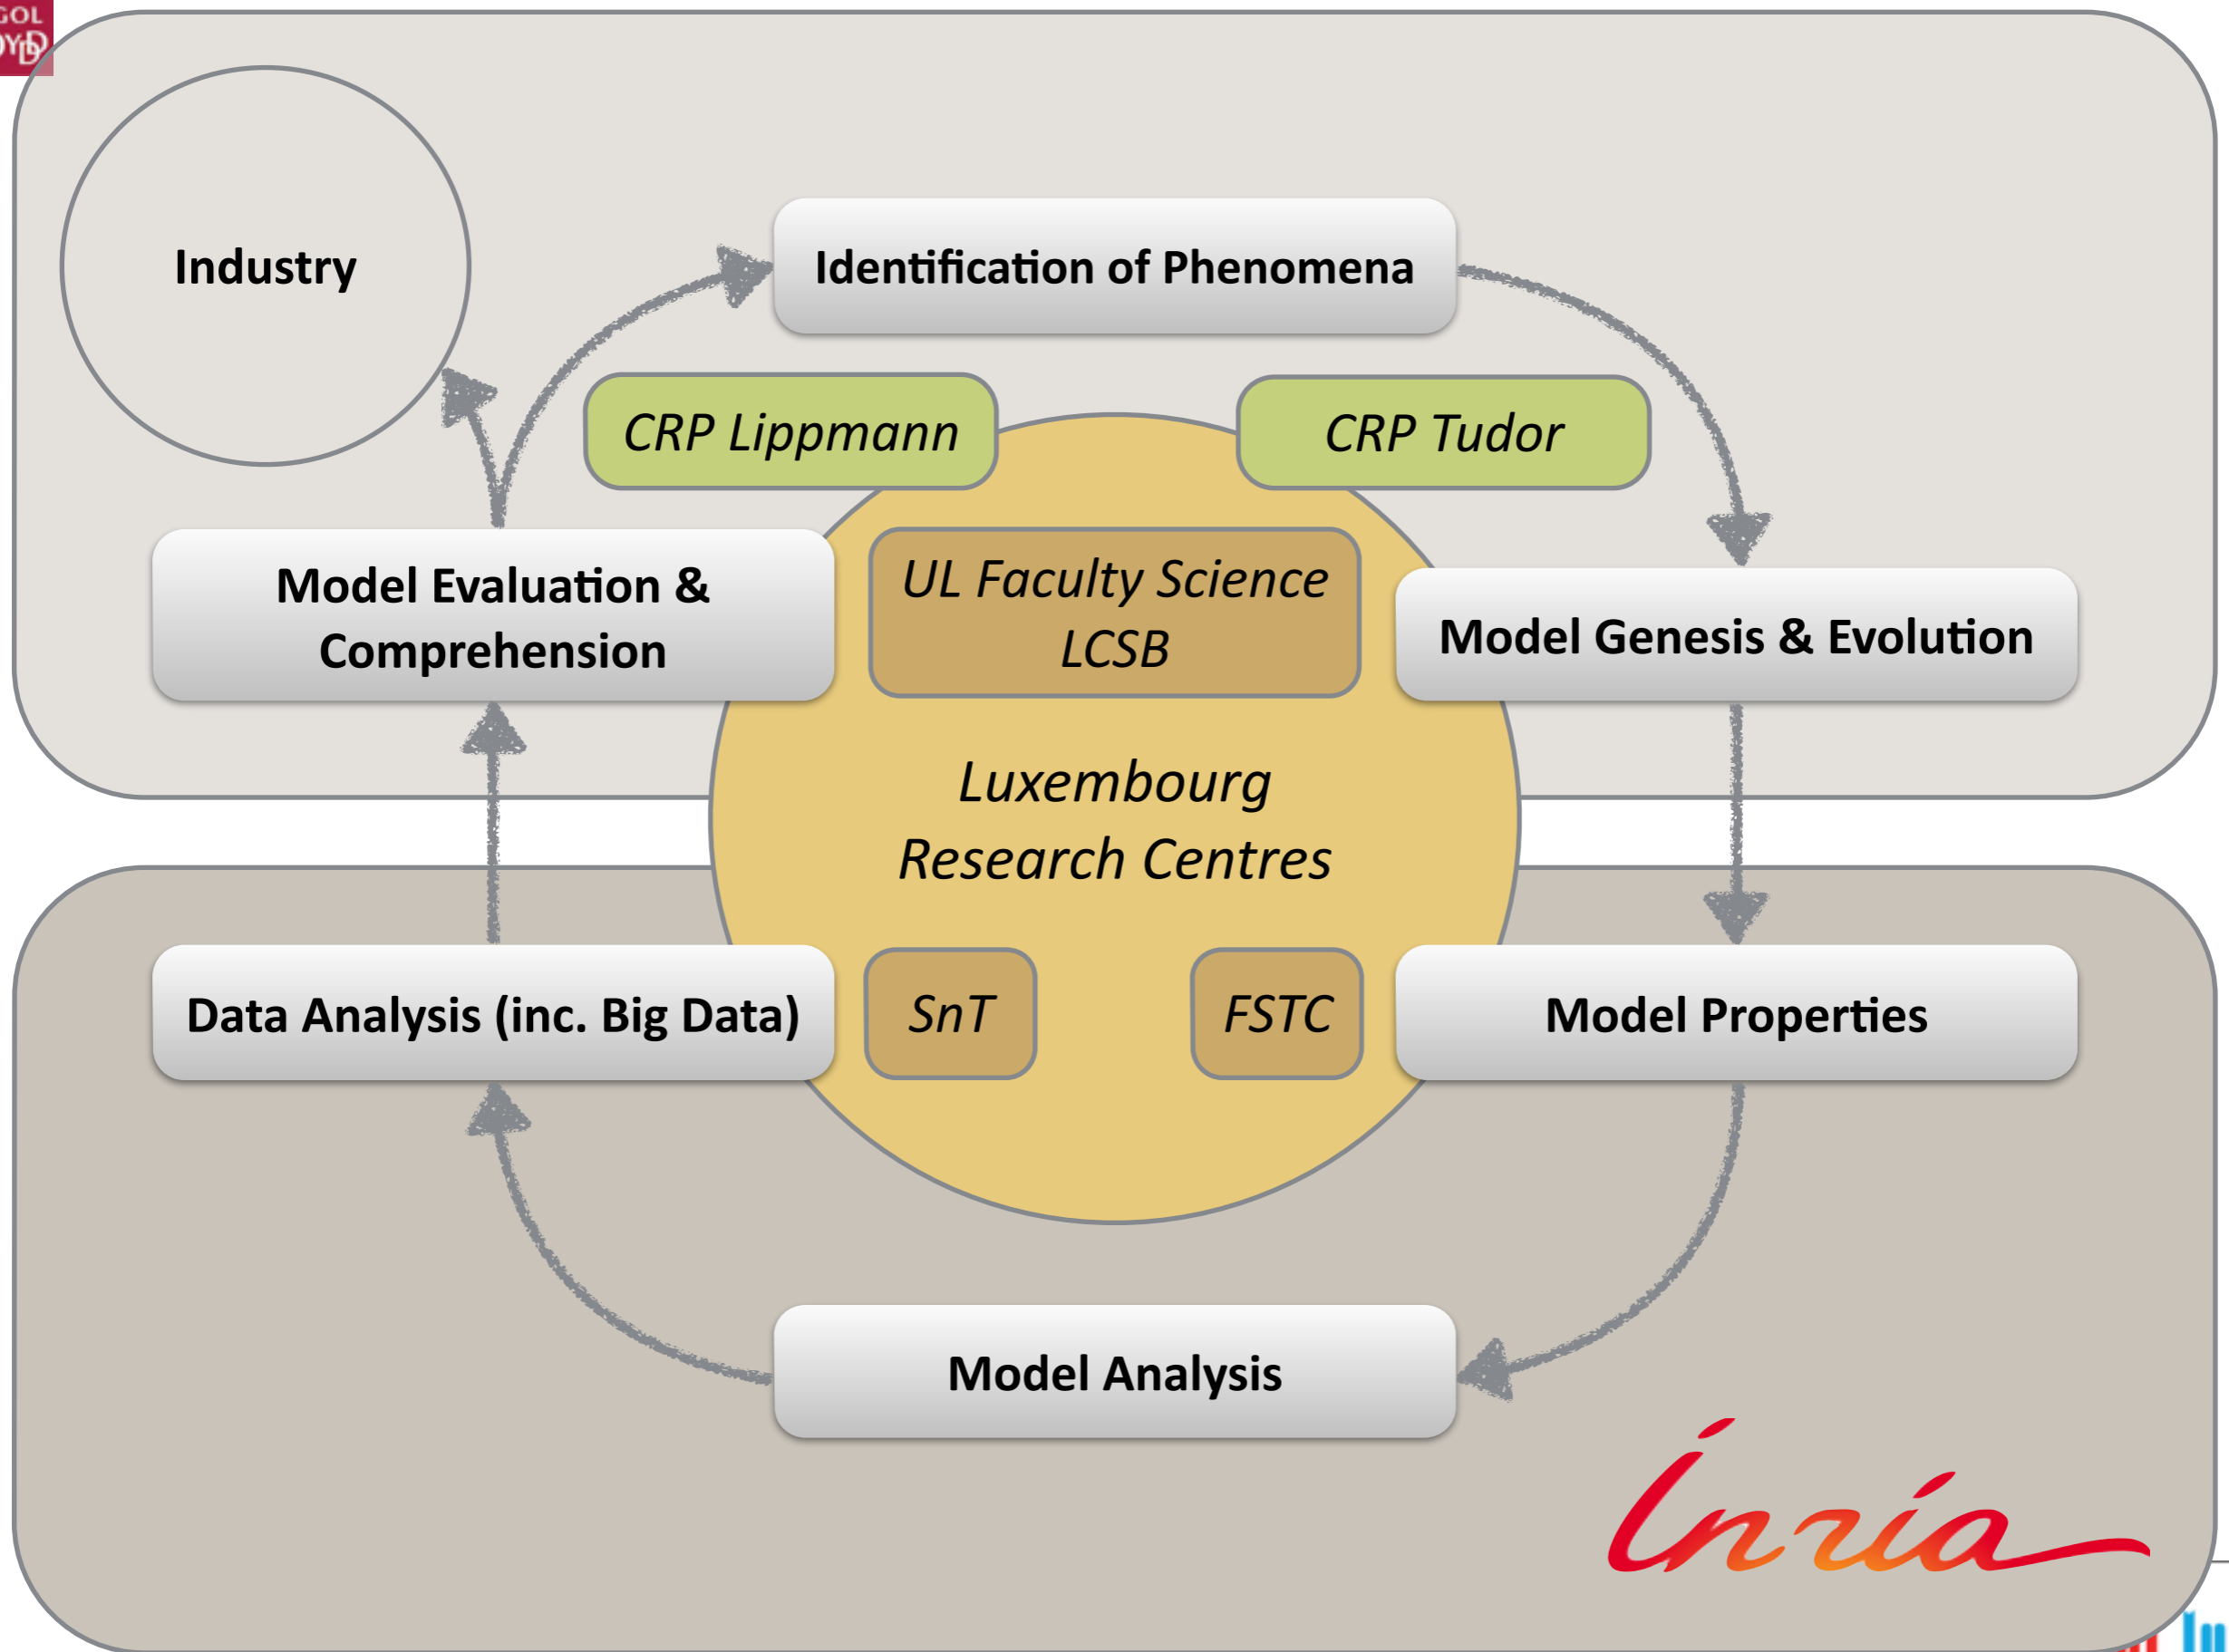 Industry
Identification of Phenomena
CRP Lippmann
CRP Tudor
Model Evaluation &
Comprehension
UL Faculty Science
LCSB
Model Genesis & Evolution
Luxembourg
Research Centres
Data Analysis (inc. Big Data)
SnT
FSTC
Model Properties
Model Analysis
Inria